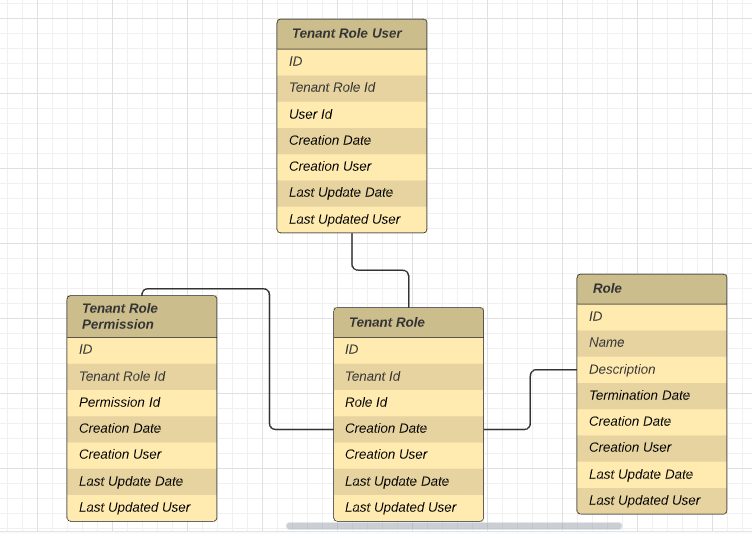 Tenant Role User
ID
Tenant Role Id
User Id
Creation Date
Creation User
Last Update Date
Last Updated User
Tenant Role
Permission
ID
Tenant Role Id
Permission Id
Creation Date
Creation User
Last Update Date
Last Updated User
Tenant Role
ID
Tenant Id
Role Id
Creation Date
Creation User
Last Update Date
Last Updated User
Role
ID
Name
Description
Termination Date
Creation Date
Creation User
Last Update Date
Last Updated User